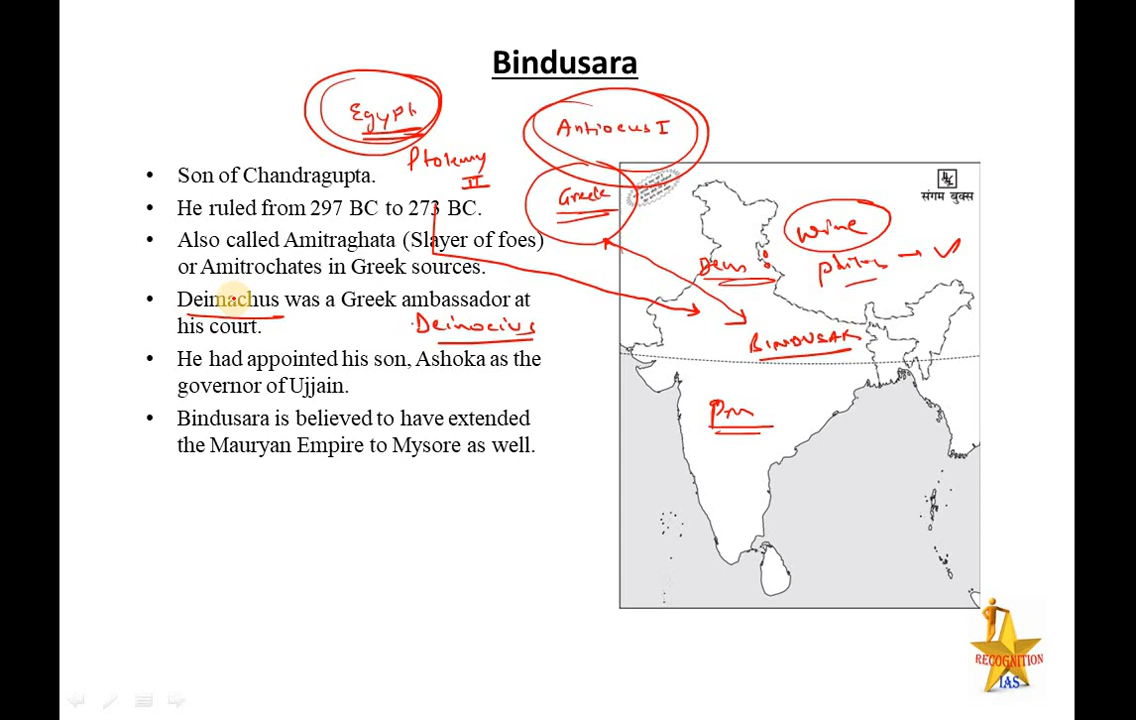 Bindusara
Egypt
Antiocus I
Ptolemy
II
Greek
संगम बुक्स
• Son of Chandragupta.
• He ruled from 297 BC to 273 BC.
• Also called Amitraghata (Slayer of foes)
or Amitrochates in Greek sources.
• Deimachus was a Greek ambassador at
his court.
• He had appointed his son, Ashoka as the
governor of Ujjain.
• Bindusara is believed to have extended
the Mauryan Empire to Mysore as well.
wine
BINDUSAR
RECOGNITION
IAS